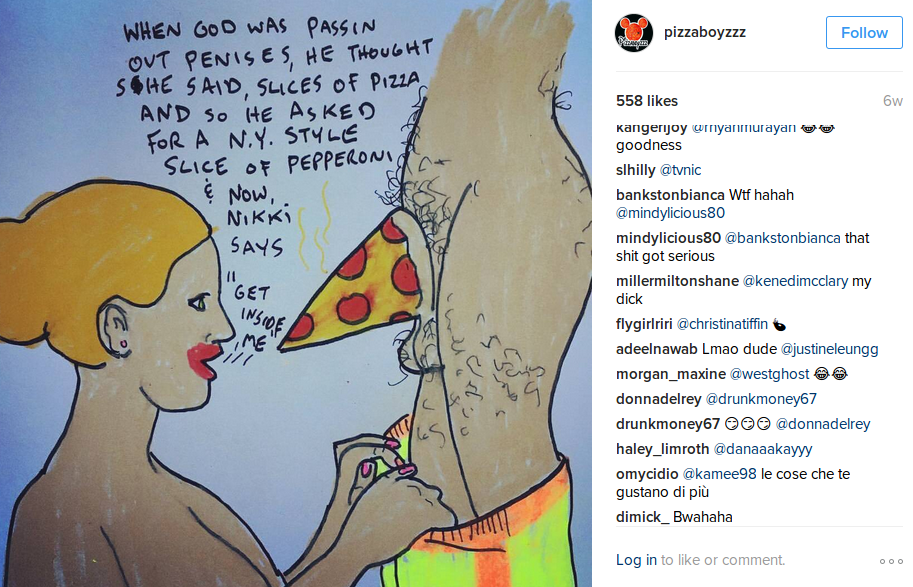 WHEN GOD WAS PASSIN
OUT PENISES, HE THOUGHT
SHE SAID, SLICES OF PIZZA
AND SO HE ASKED
FOR A N.Y. STYLE
SLICE OF PEPPERONI
& NOW,
NIKKI
SAYS
"GET
INSIDE
ME"
pizzaboyzzz
Follow
558 likes
6w
kangerijoy @rhyanmurayan 😂😂
goodness
slhilly @tvnic
bankstonbianca Wtf hahah
@mindylicious80
mindylicious80 @bankstonbianca that
shit got serious
millermiltonshane @kenedimcclary my
dick
flygirlriri @christinatiffin
adeelnawab Lmao dude @justineleungg
morgan_maxine @westghost 😂😂
donnadelrey @drunkmoney67
drunkmoney67 😏😏😏 @donnadelrey
haley_limroth @danaaakayyy
omycidio @kamee98 le cose che te
gustano di più
dimick_ Bwahaha
Log in to like or comment.